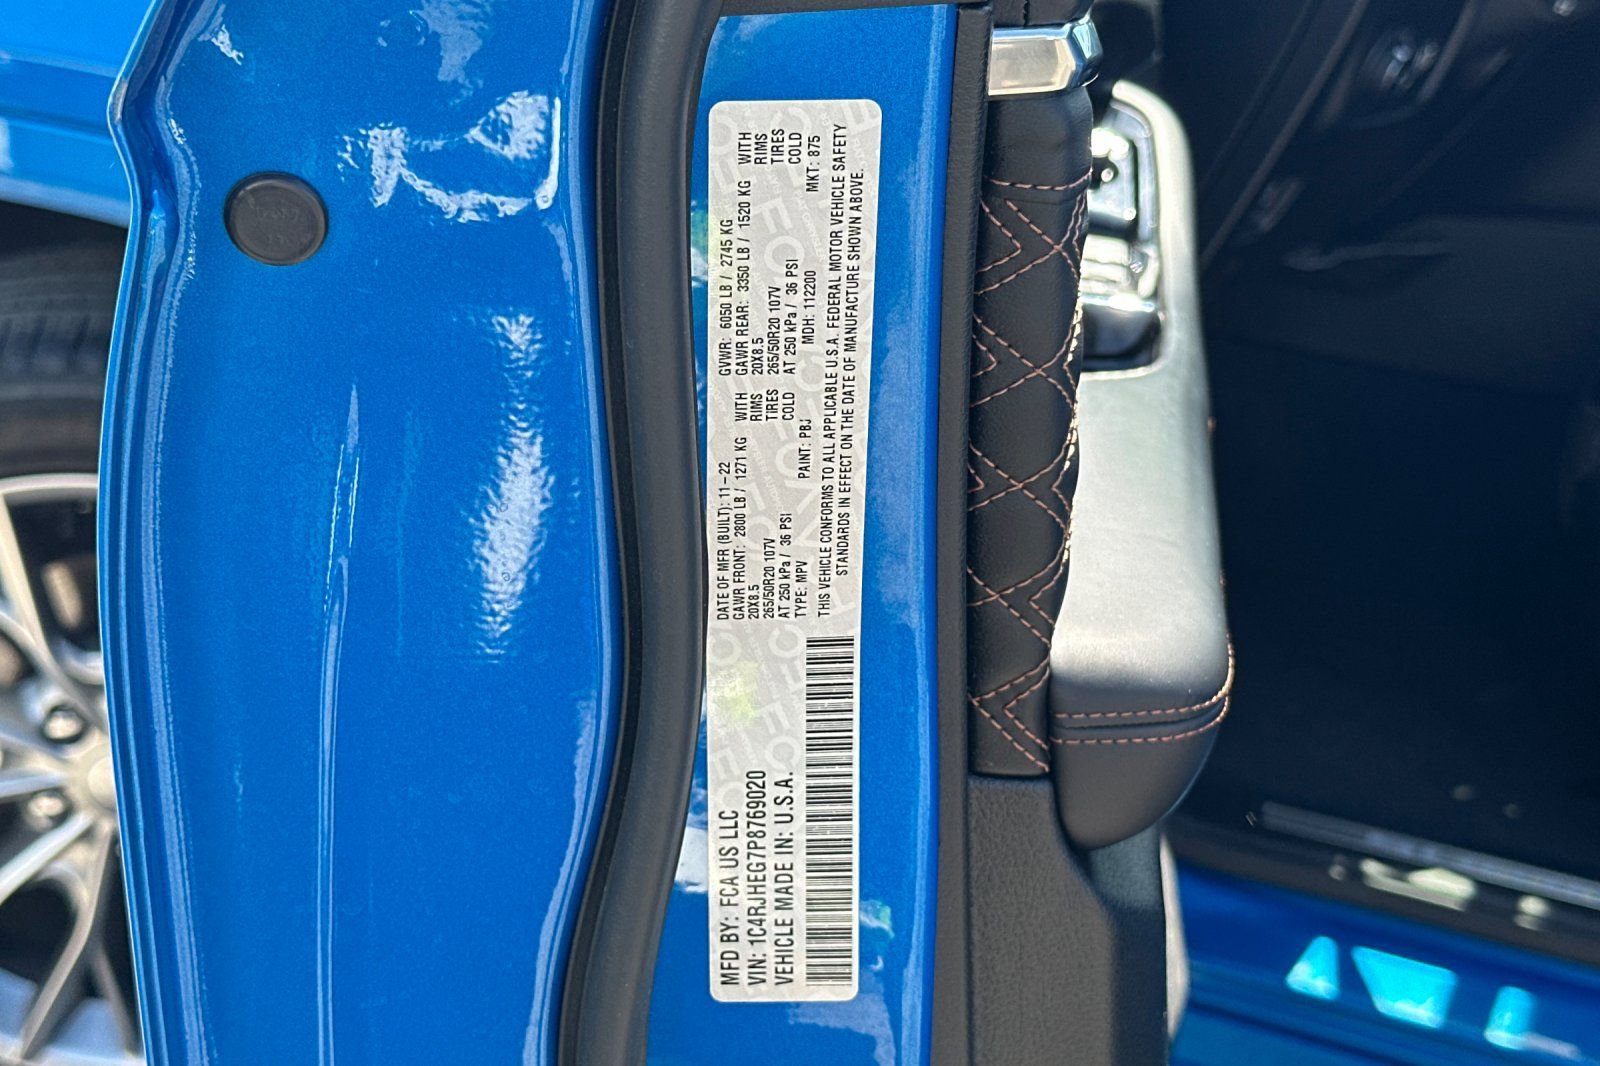 MFD BY: FCA US LLC
VIN: 1C4RJHEG7P8769020
VEHICLE MADE IN: U.S.A.
DATE OF MFR (BUILT): 11-22 GVWR: 6050 LB / 2745 KG
GAWR FRONT: 2800 LB / 1271 KG WITH GAWR REAR: 3350 LB / 1520 KG WITH
20X8.5 RIMS 20X8.5 RIMS
265/50R20 107V TIRES 265/50R20 107V TIRES
AT 250 kPa / 36 PSI COLD AT 250 kPa / 36 PSI COLD
TYPE: MPV PAINT: PBJ MDH: 112200 MKT: 875
THIS VEHICLE CONFORMS TO ALL APPLICABLE U.S.A. FEDERAL MOTOR VEHICLE SAFETY
STANDARDS IN EFFECT ON THE DATE OF MANUFACTURE SHOWN ABOVE.